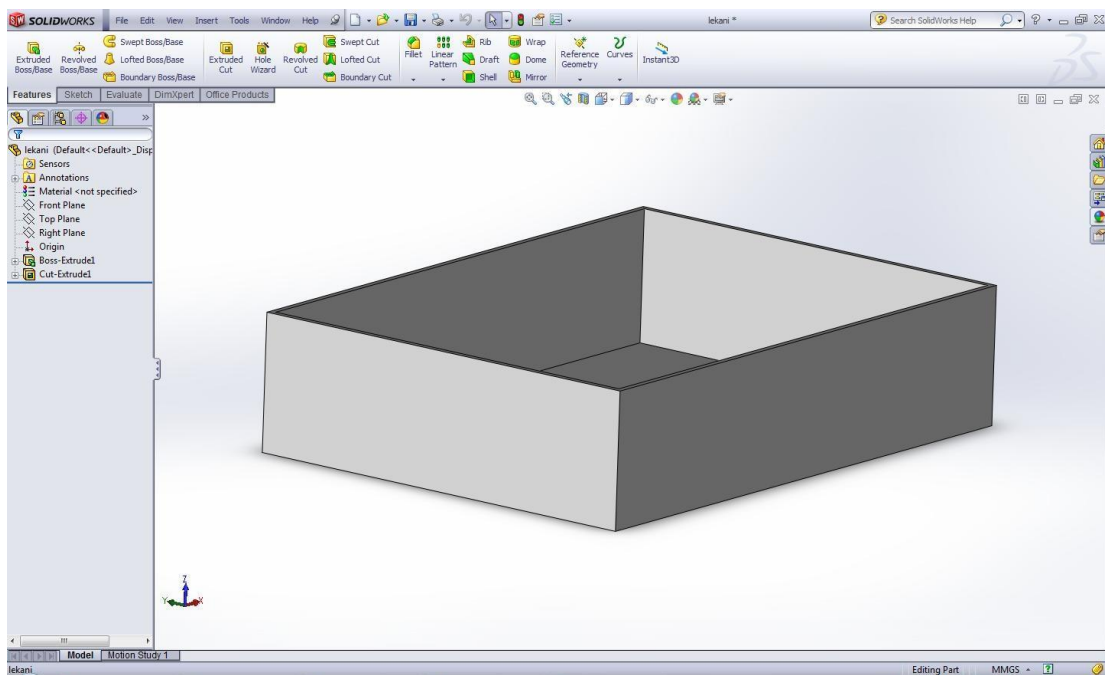 SOLIDWORKS File Edit View Insert Tools Window Help lekani * Search SolidWorks Help
Extruded Boss/Base
Revolved Boss/Base
Swept Boss/Base
Lofted Boss/Base
Boundary Boss/Base
Extruded Cut
Hole Wizard
Revolved Cut
Swept Cut
Lofted Cut
Boundary Cut
Fillet
Linear Pattern
Rib
Draft
Shell
Wrap
Dome
Mirror
Reference Geometry
Curves
Instant3D
Features Sketch Evaluate DimXpert Office Products
lekani (Default<<Default>_Disp
Sensors
Annotations
Material <not specified>
Front Plane
Top Plane
Right Plane
Origin
Boss-Extrude1
Cut-Extrude1
Z
Y X
Model Motion Study 1
lekani Editing Part MMGS